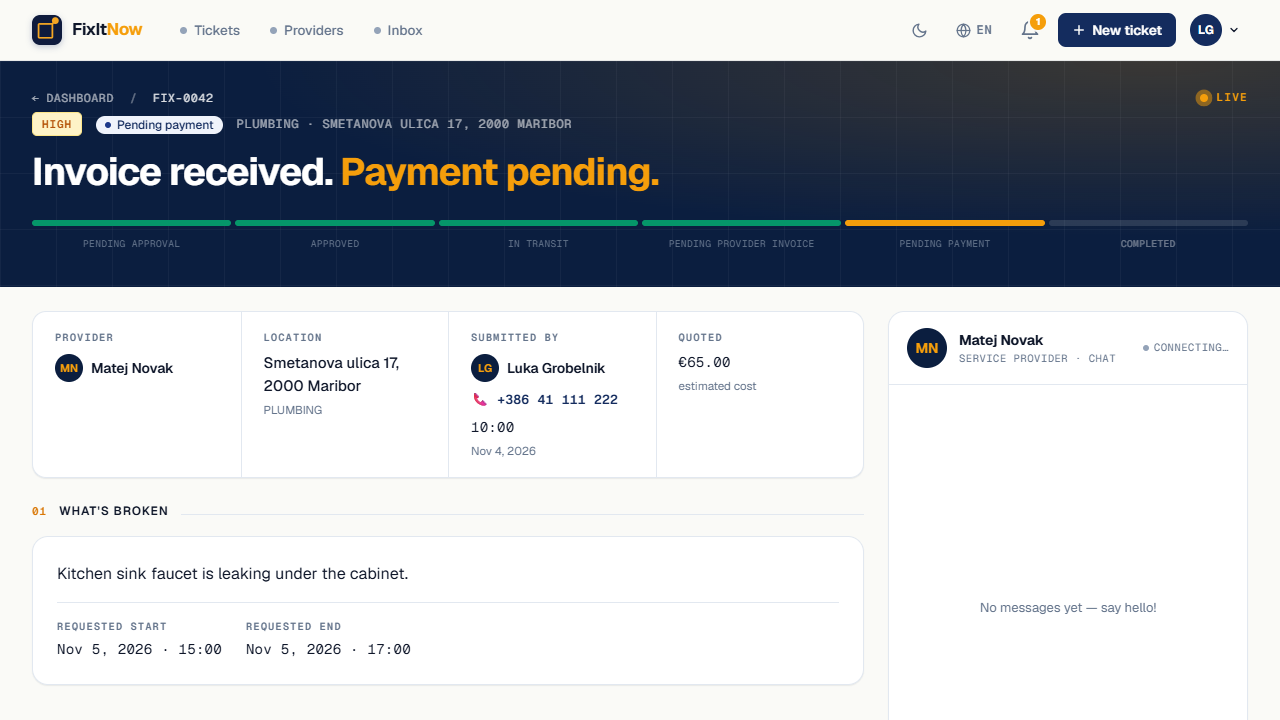 FixItNow
Tickets
Providers
Inbox
EN
1
+ New ticket
LG
← DASHBOARD / FIX-0042
LIVE
HIGH
Pending payment
PLUMBING · SMETANOVA ULICA 17, 2000 MARIBOR
Invoice received. Payment pending.
PENDING APPROVAL
APPROVED
IN TRANSIT
PENDING PROVIDER INVOICE
PENDING PAYMENT
COMPLETED
PROVIDER
MN Matej Novak
LOCATION
Smetanova ulica 17,
2000 Maribor
PLUMBING
SUBMITTED BY
LG Luka Grobelnik
+386 41 111 222
10:00
Nov 4, 2026
QUOTED
€65.00
estimated cost
MN
Matej Novak
SERVICE PROVIDER · CHAT
CONNECTING…
No messages yet — say hello!
01 WHAT'S BROKEN
Kitchen sink faucet is leaking under the cabinet.
REQUESTED START
Nov 5, 2026 · 15:00
REQUESTED END
Nov 5, 2026 · 17:00